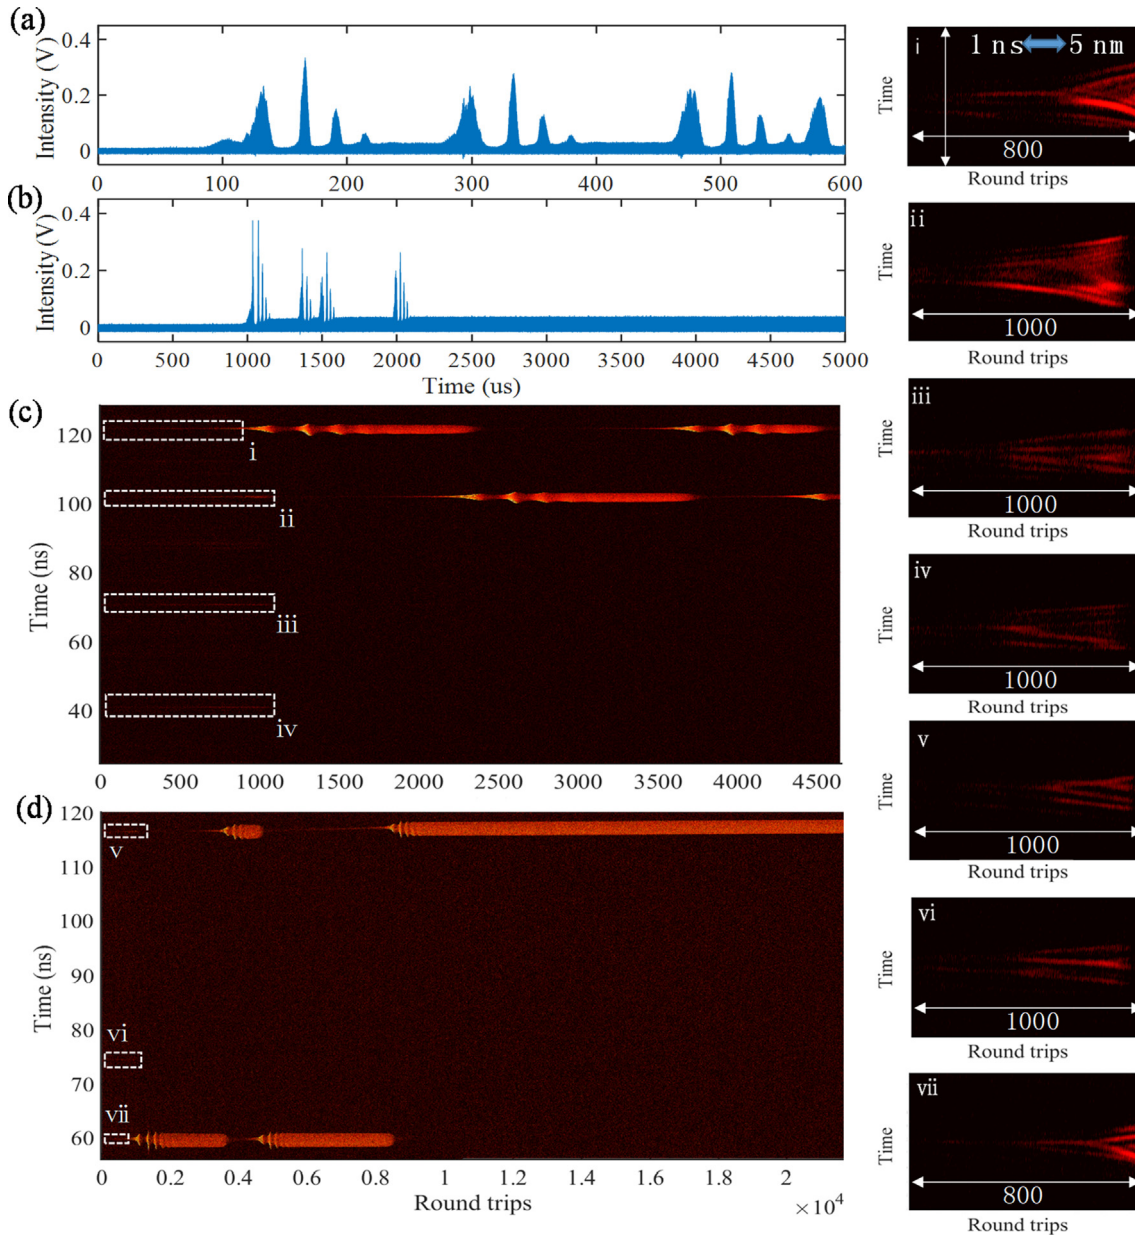 (a)
Intensity (V)
0.4
0.2
0
0 100 200 300 400 500 600
(b)
Intensity (V)
0.4
0.2
0
0 500 1000 1500 2000 2500 3000 3500 4000 4500 5000
Time (us)
(c)
Time (ns)
120
100
80
60
40
i
ii
iii
iv
0 500 1000 1500 2000 2500 3000 3500 4000 4500
(d)
Time (ns)
120
110
100
90
80
70
60
v
vi
vii
0 0.2 0.4 0.6 0.8 1 1.2 1.4 1.6 1.8 2
Round trips
×10⁴
i
1 ns 5 nm
Time
800
Round trips
ii
Time
1000
Round trips
iii
Time
1000
Round trips
iv
Time
1000
Round trips
v
Time
1000
Round trips
vi
Time
1000
Round trips
vii
Time
800
Round trips